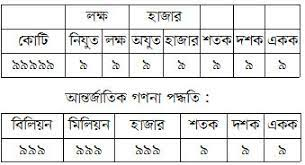 লক্ষ হাজার
কোটি নিযুত লক্ষ অযুত হাজার শতক দশক একক
৯৯৯৯৯ ৯ ৯ ৯ ৯ ৯ ৯ ৯
আন্তর্জাতিক গণনা পদ্ধতি :
বিলিয়ন মিলিয়ন হাজার শতক দশক একক
৯৯৯ ৯৯৯ ৯৯৯ ৯ ৯ ৯